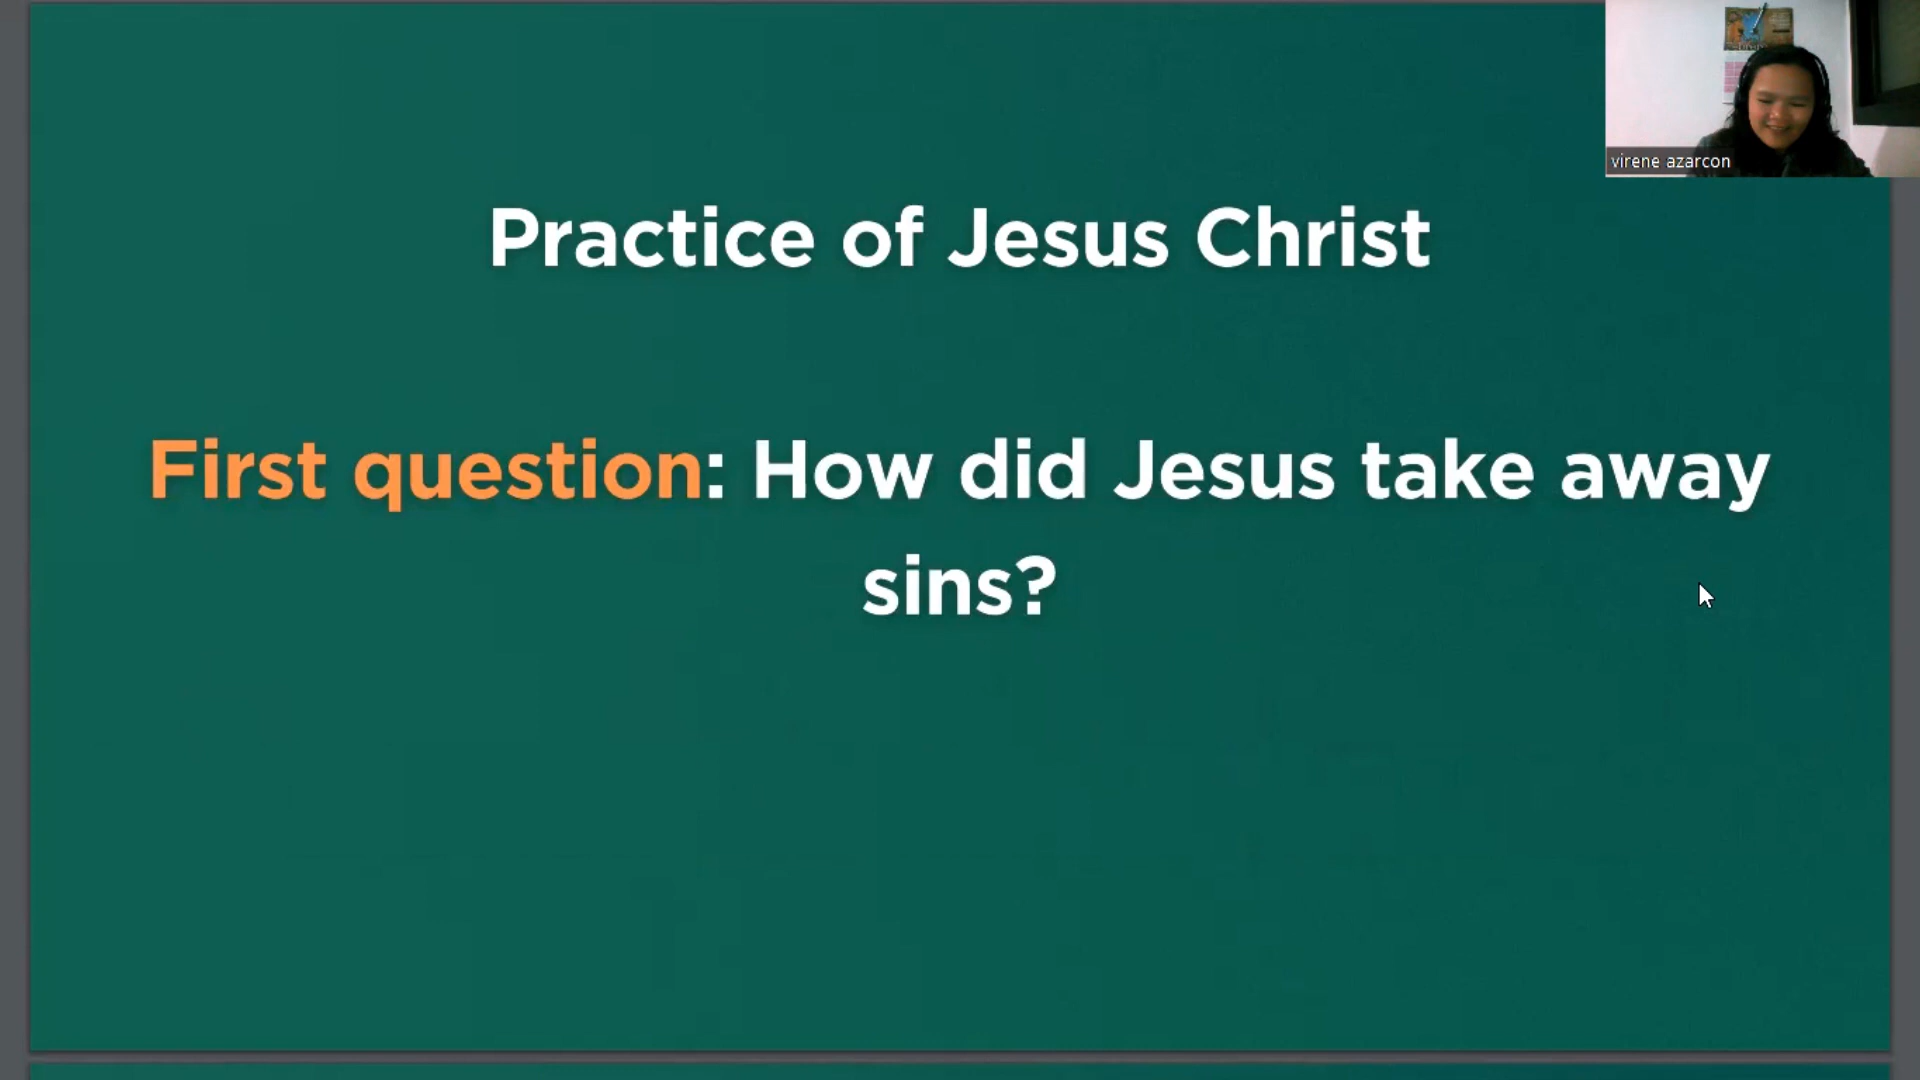 virene azarcon
Practice of Jesus Christ
First question: How did Jesus take away
sins?